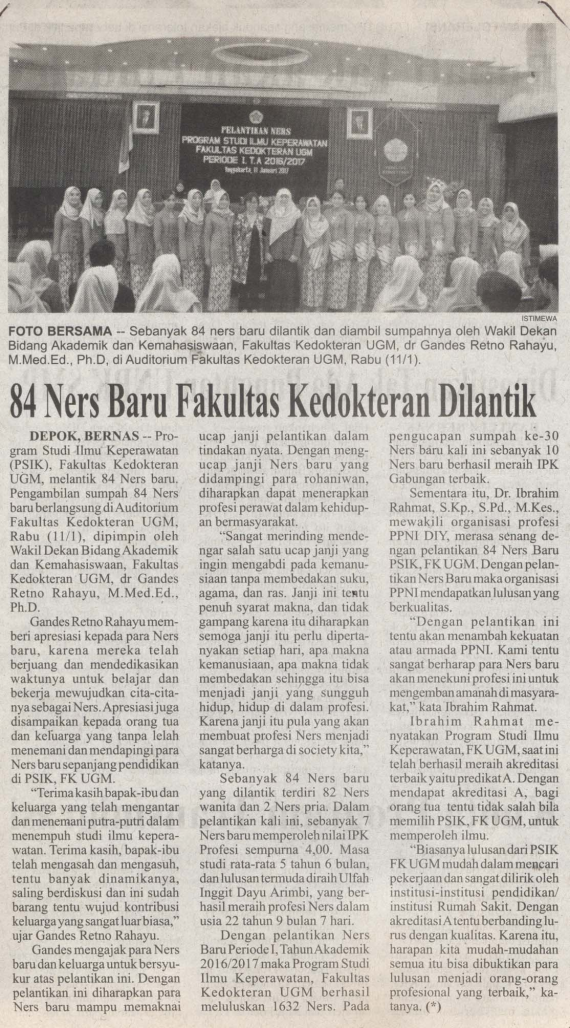 PELANTIKAN NERS
PROGRAM STUDI ILMU KEPERAWATAN
FAKULTAS KEDOKTERAN UGM
PERIODE I, T.A 2016/2017
Yogyakarta, 11 Januari 2017
ISTIMEWA
FOTO BERSAMA -- Sebanyak 84 ners baru dilantik dan diambil sumpahnya oleh Wakil Dekan
Bidang Akademik dan Kemahasiswaan, Fakultas Kedokteran UGM, dr Gandes Retno Rahayu,
M.Med.Ed., Ph.D, di Auditorium Fakultas Kedokteran UGM, Rabu (11/1).
84 Ners Baru Fakultas Kedokteran Dilantik
DEPOK, BERNAS -- Pro-
gram Studi Ilmu Keperawatan
(PSIK), Fakultas Kedokteran
UGM, melantik 84 Ners baru.
Pengambilan sumpah 84 Ners
baru berlangsung di Auditorium
Fakultas Kedokteran UGM,
Rabu (11/1), dipimpin oleh
Wakil Dekan Bidang Akademik
dan Kemahasiswaan, Fakultas
Kedokteran UGM, dr Gandes
Retno Rahayu, M.Med.Ed.,
Ph.D.
Gandes Retno Rahayu mem-
beri apresiasi kepada para Ners
baru, karena mereka telah
berjuang dan mendedikasikan
waktunya untuk belajar dan
bekerja mewujudkan cita-cita-
nya sebagai Ners. Apresiasi juga
disampaikan kepada orang tua
dan keluarga yang tanpa lelah
menemani dan mendapingi para
Ners baru sepanjang pendidikan
di PSIK, FK UGM.
"Terima kasih bapak-ibu dan
keluarga yang telah mengantar
dan menemani putra-putri dalam
menempuh studi ilmu kepera-
watan. Terima kasih, bapak-ibu
telah mengasah dan mengasuh,
tentu banyak dinamikanya,
saling berdiskusi dan ini sudah
barang tentu wujud kontribusi
keluarga yang sangat luar biasa,"
ujar Gandes Retno Rahayu.
Gandes mengajak para Ners
baru dan keluarga untuk bersyu-
kur atas pelantikan ini. Dengan
pelantikan ini diharapkan para
Ners baru mampu memaknai
ucap janji pelantikan dalam
tindakan nyata. Dengan meng-
ucap janji Ners baru yang
didampingi para rohaniwan,
diharapkan dapat menerapkan
profesi perawat dalam kehidup-
an bermasyarakat.
"Sangat merinding mende-
ngar salah satu ucap janji yang
ingin mengabdi pada kemanu-
siaan tanpa membedakan suku,
agama, dan ras. Janji ini tentu
penuh syarat makna, dan tidak
gampang karena itu diharapkan
semoga janji itu perlu diperta-
nyakan setiap hari, apa makna
kemanusiaan, apa makna tidak
membedakan sehingga itu bisa
menjadi janji yang sungguh
hidup, hidup di dalam profesi.
Karena janji itu pula yang akan
membuat profesi Ners menjadi
sangat berharga di society kita,"
katanya.
Sebanyak 84 Ners baru
yang dilantik terdiri 82 Ners
wanita dan 2 Ners pria. Dalam
pelantikan kali ini, sebanyak 7
Ners baru memperoleh nilai IPK
Profesi sempurna 4,00. Masa
studi rata-rata 5 tahun 6 bulan,
dan lulusan termuda diraih Ulfah
Inggit Dayu Arimbi, yang ber-
hasil meraih profesi Ners dalam
usia 22 tahun 9 bulan 7 hari.
Dengan pelantikan Ners
Baru Periode I, Tahun Akademik
2016/2017 maka Program Studi
Ilmu Keperawatan, Fakultas
Kedokteran UGM berhasil
meluluskan 1632 Ners. Pada
pengucapan sumpah ke-30
Ners baru kali ini sebanyak 10
Ners baru berhasil meraih IPK
Gabungan terbaik.
Sementara itu, Dr. Ibrahim
Rahmat, S.Kp., S.Pd., M.Kes.,
mewakili organisasi profesi
PPNI DIY, merasa senang de-
ngan pelantikan 84 Ners Baru
PSIK, FK UGM. Dengan pelan-
tikan Ners Baru maka organisasi
PPNI mendapatkan lulusan yang
berkualitas.
"Dengan pelantikan ini
tentu akan menambah kekuatan
atau armada PPNI. Kami tentu
sangat berharap para Ners baru
akan menekuni profesi ini untuk
mengemban amanah di masyara-
kat," kata Ibrahim Rahmat.
Ibrahim Rahmat me-
nyatakan Program Studi Ilmu
Keperawatan, FK UGM, saat ini
telah berhasil meraih akreditasi
terbaik yaitu predikat A. Dengan
mendapat akreditasi A, bagi
orang tua tentu tidak salah bila
memilih PSIK, FK UGM, untuk
memperoleh ilmu.
"Biasanya lulusan dari PSIK
FK UGM mudah dalam mencari
pekerjaan dan sangat dilirik oleh
institusi-institusi pendidikan/
institusi Rumah Sakit. Dengan
akreditasi A tentu berbanding lu-
rus dengan kualitas. Karena itu,
harapan kita mudah-mudahan
semua itu bisa dibuktikan para
lulusan menjadi orang-orang
profesional yang terbaik," ka-
tanya. (*)